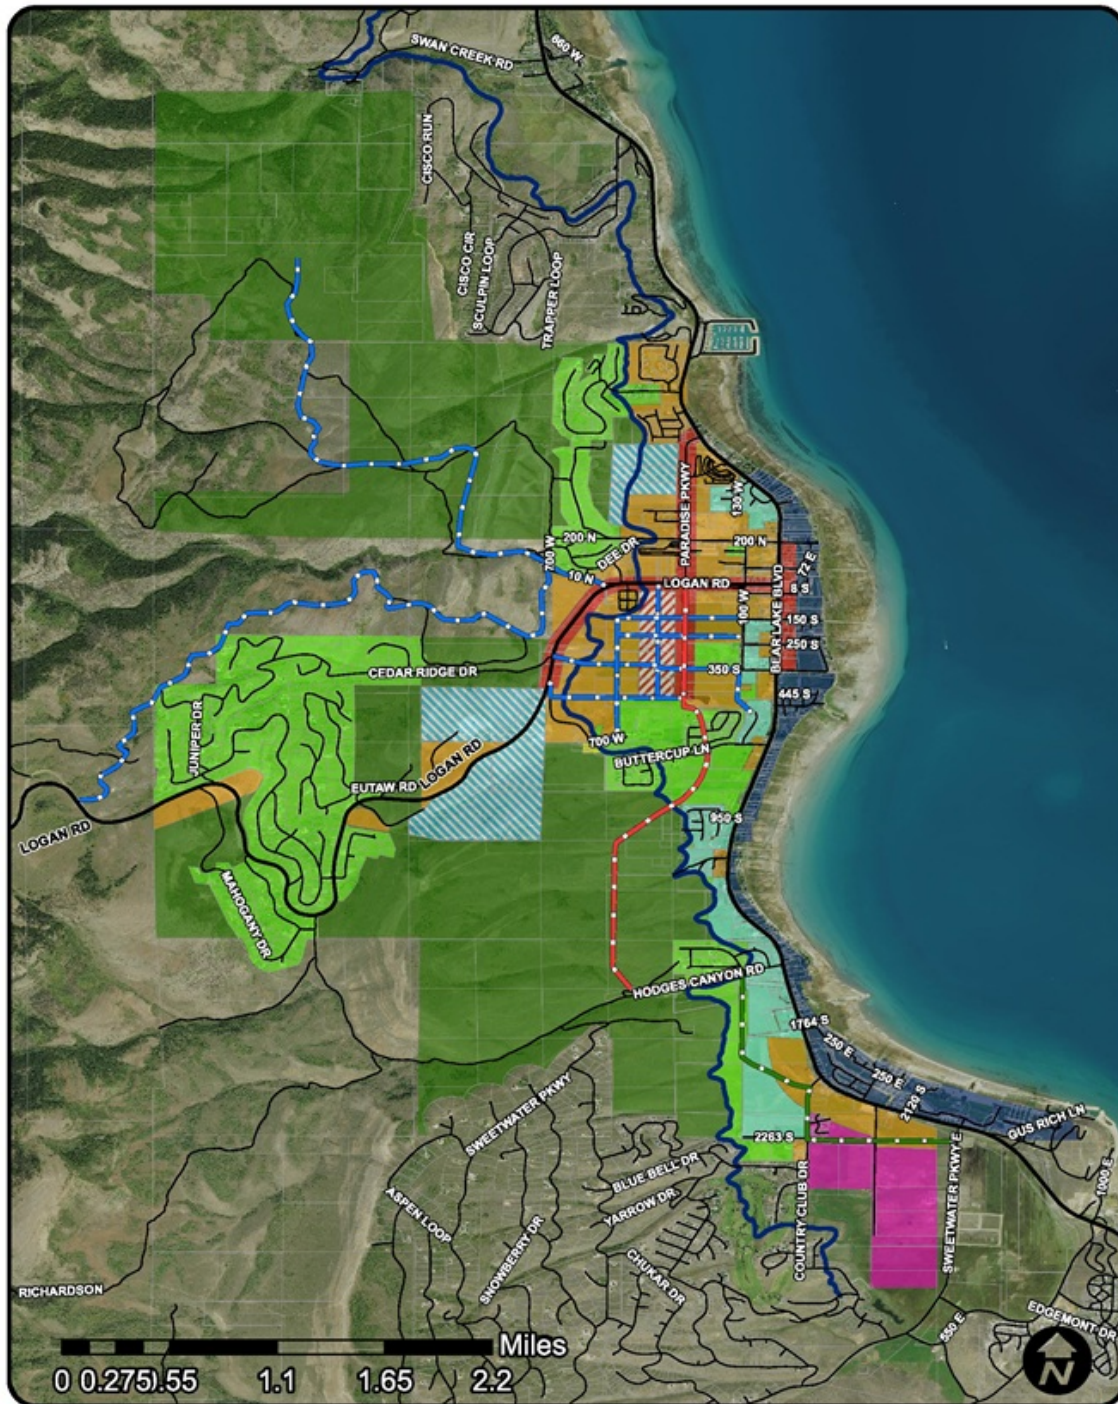 SWAN CREEK RD
660 W
CISCO RUN
CISCO CIR
SCULPIN LOOP
TRAPPER LOOP
PARADISE PKWY
130 W
200 N
200 N
700 W
DEE DR
72 E
10 N
LOGAN RD
8 S
100 W
BEAR LAKE BLVD
150 S
250 S
CEDAR RIDGE DR
350 S
445 S
JUNIPER DR
700 W
LOGAN RD
BUTTERCUP LN
EUTAW RD
950 S
LOGAN RD
MAHOGANY DR
HODGES CANYON RD
1764 S
250 E
250 E
2120 S
GUS RICH LN
SWEETWATER PKWY
2263 S
SWEETWATER PKWY E
1000 E
BLUE BELL DR
ASPEN LOOP
YARROW DR
COUNTRY CLUB DR
SNOWBERRY DR
CHUKAR DR
RICHARDSON
550 E
EDGEMONT DR
Miles
0 0.275 0.55 1.1 1.65 2.2
N